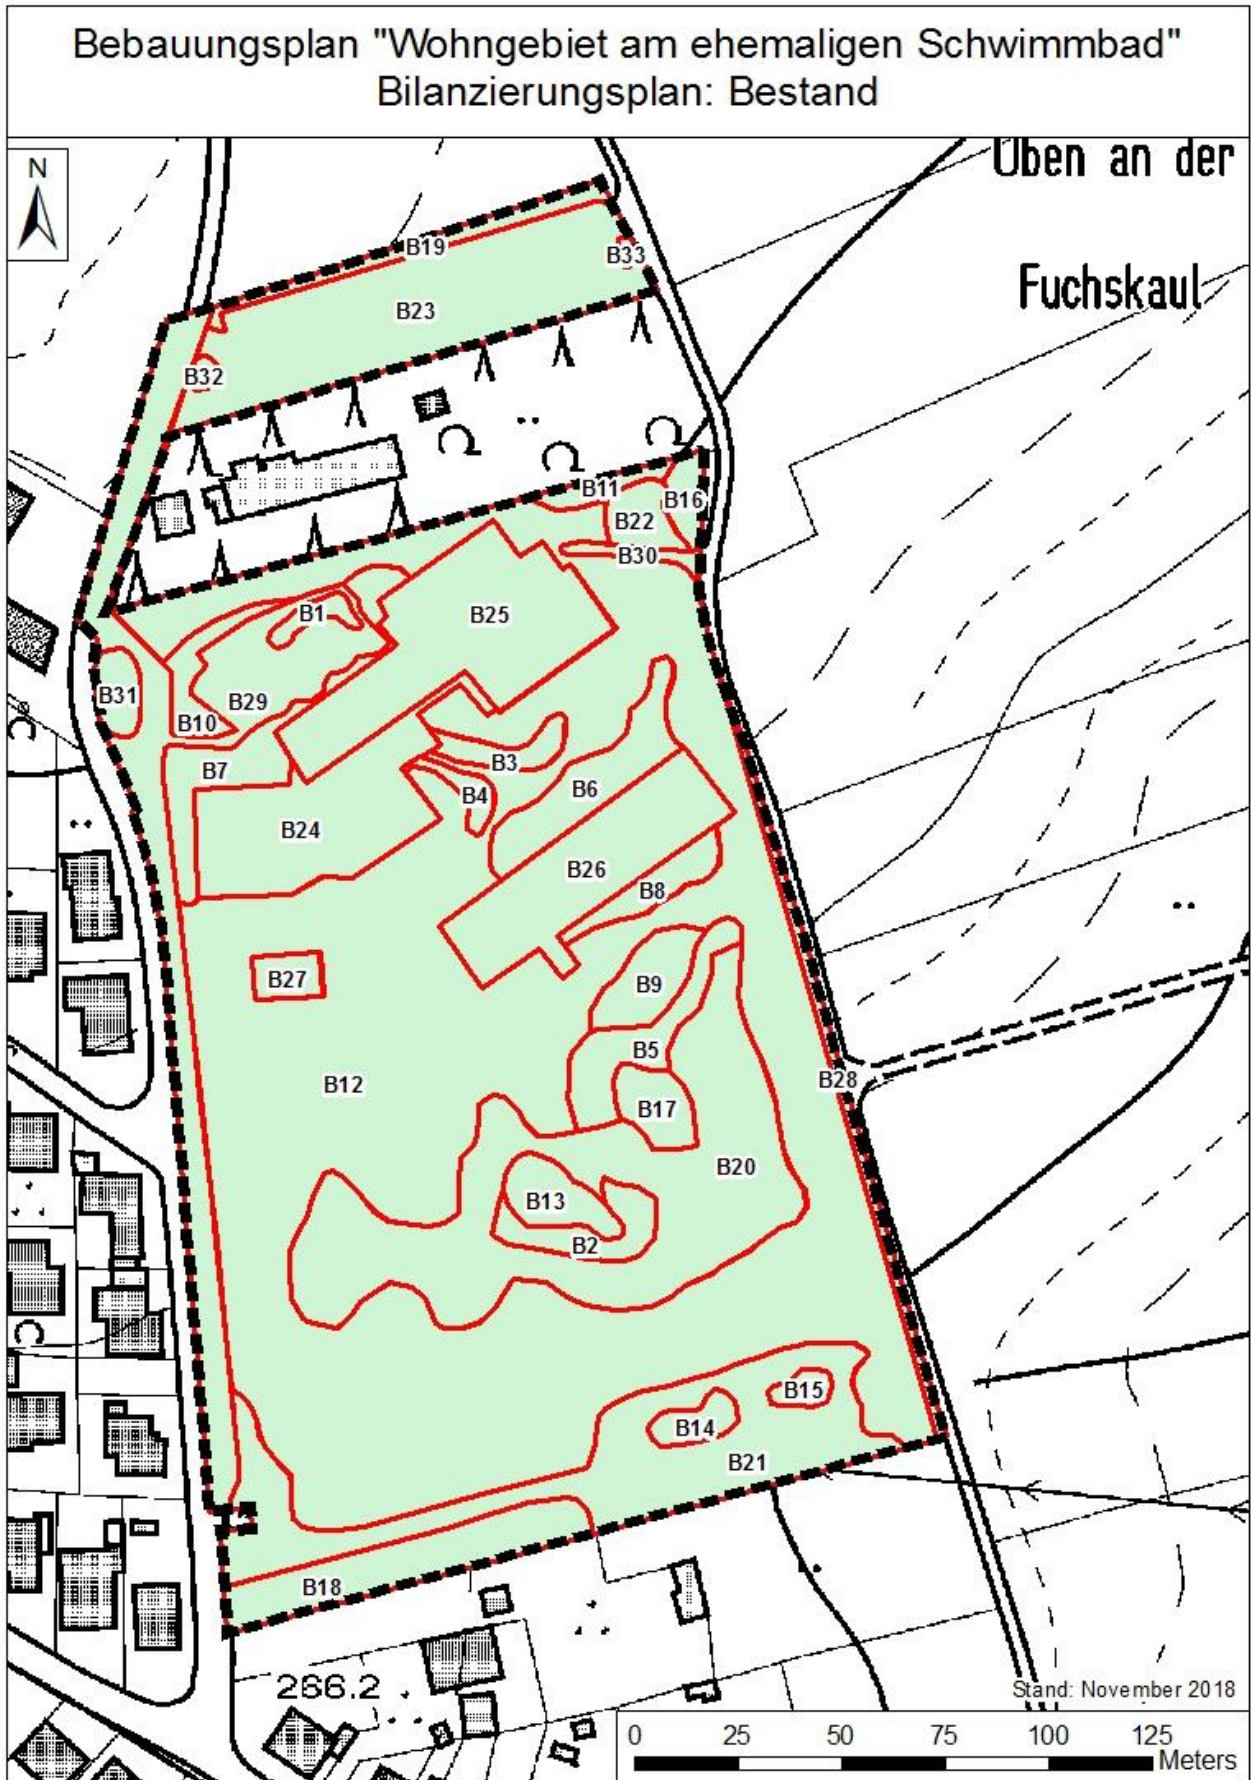 Bebauungsplan "Wohngebiet am ehemaligen Schwimmbad"
Bilanzierungsplan: Bestand
N
Oben an der
Fuchskaul
B19
B33
B23
B32
B11
B16
B22
B30
B1
B25
B31
B29
B10
B7
B3
B6
B4
B24
B26
B8
B27
B9
B5
B28
B12
B17
B20
B13
B2
B15
B14
B21
B18
266.2
Stand: November 2018
0 25 50 75 100 125
Meters